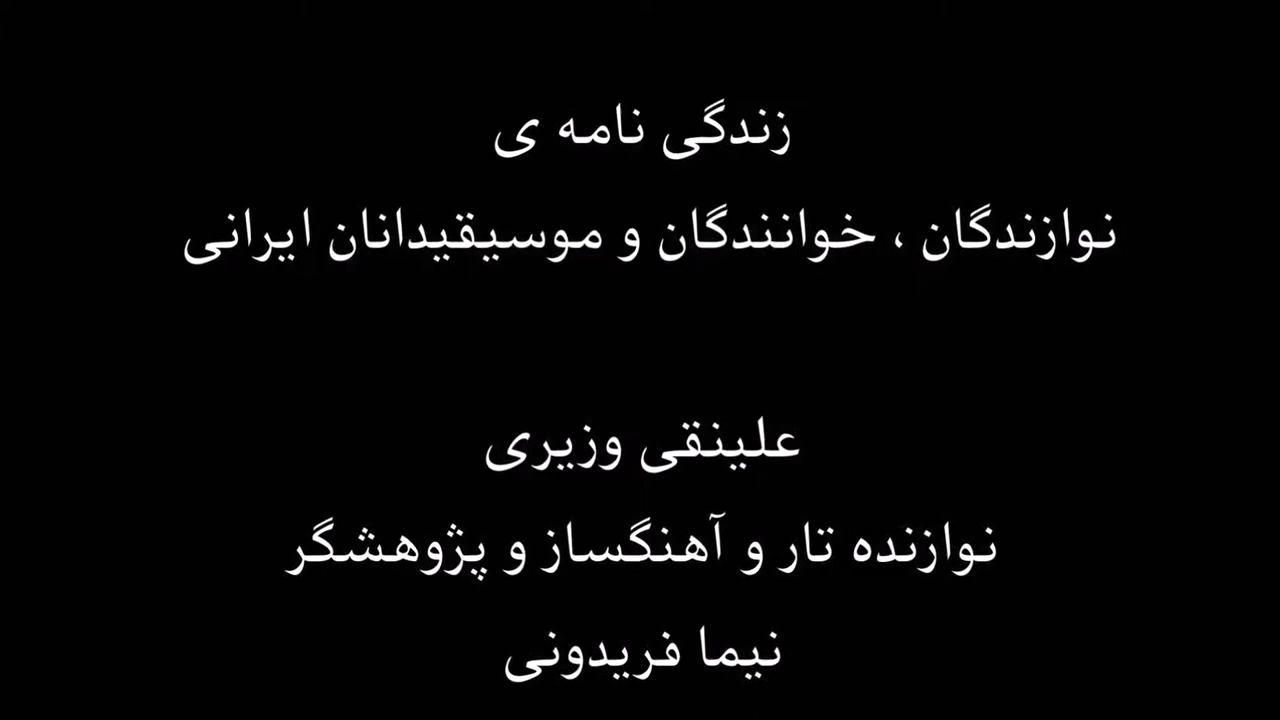 زندگی نامه ی
نوازندگان ، خوانندگان و موسیقیدانان ایرانی
علینقی وزیری
نوازنده تار و آهنگساز و پژوهشگر
نیما فریدونی